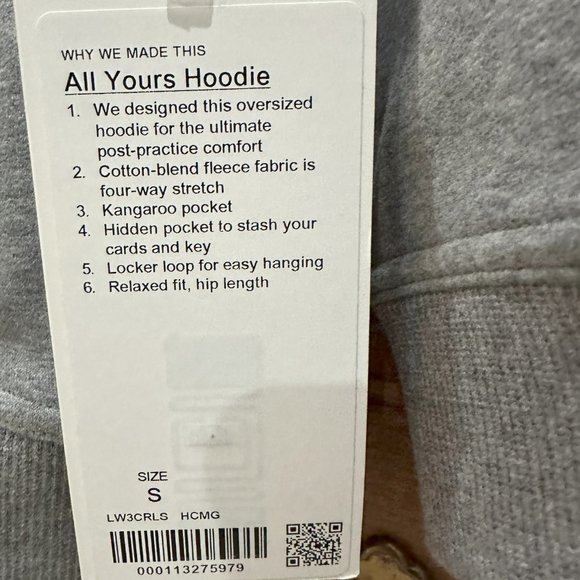 WHY WE MADE THIS
All Yours Hoodie
1. We designed this oversized
hoodie for the ultimate
post-practice comfort
2. Cotton-blend fleece fabric is
four-way stretch
3. Kangaroo pocket
4. Hidden pocket to stash your
cards and key
5. Locker loop for easy hanging
6. Relaxed fit, hip length
SIZE
S
LW3CRLS HCMG
000113275979